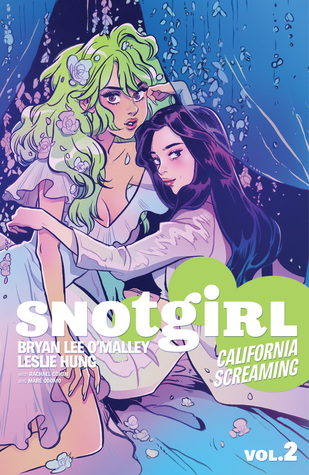 SNOTGIRL
BRYAN LEE O'MALLEY
LESLIE HUNG
WITH RACHAEL COHEN
AND MARÉ ODOMO
CALIFORNIA
SCREAMING
VOL.2